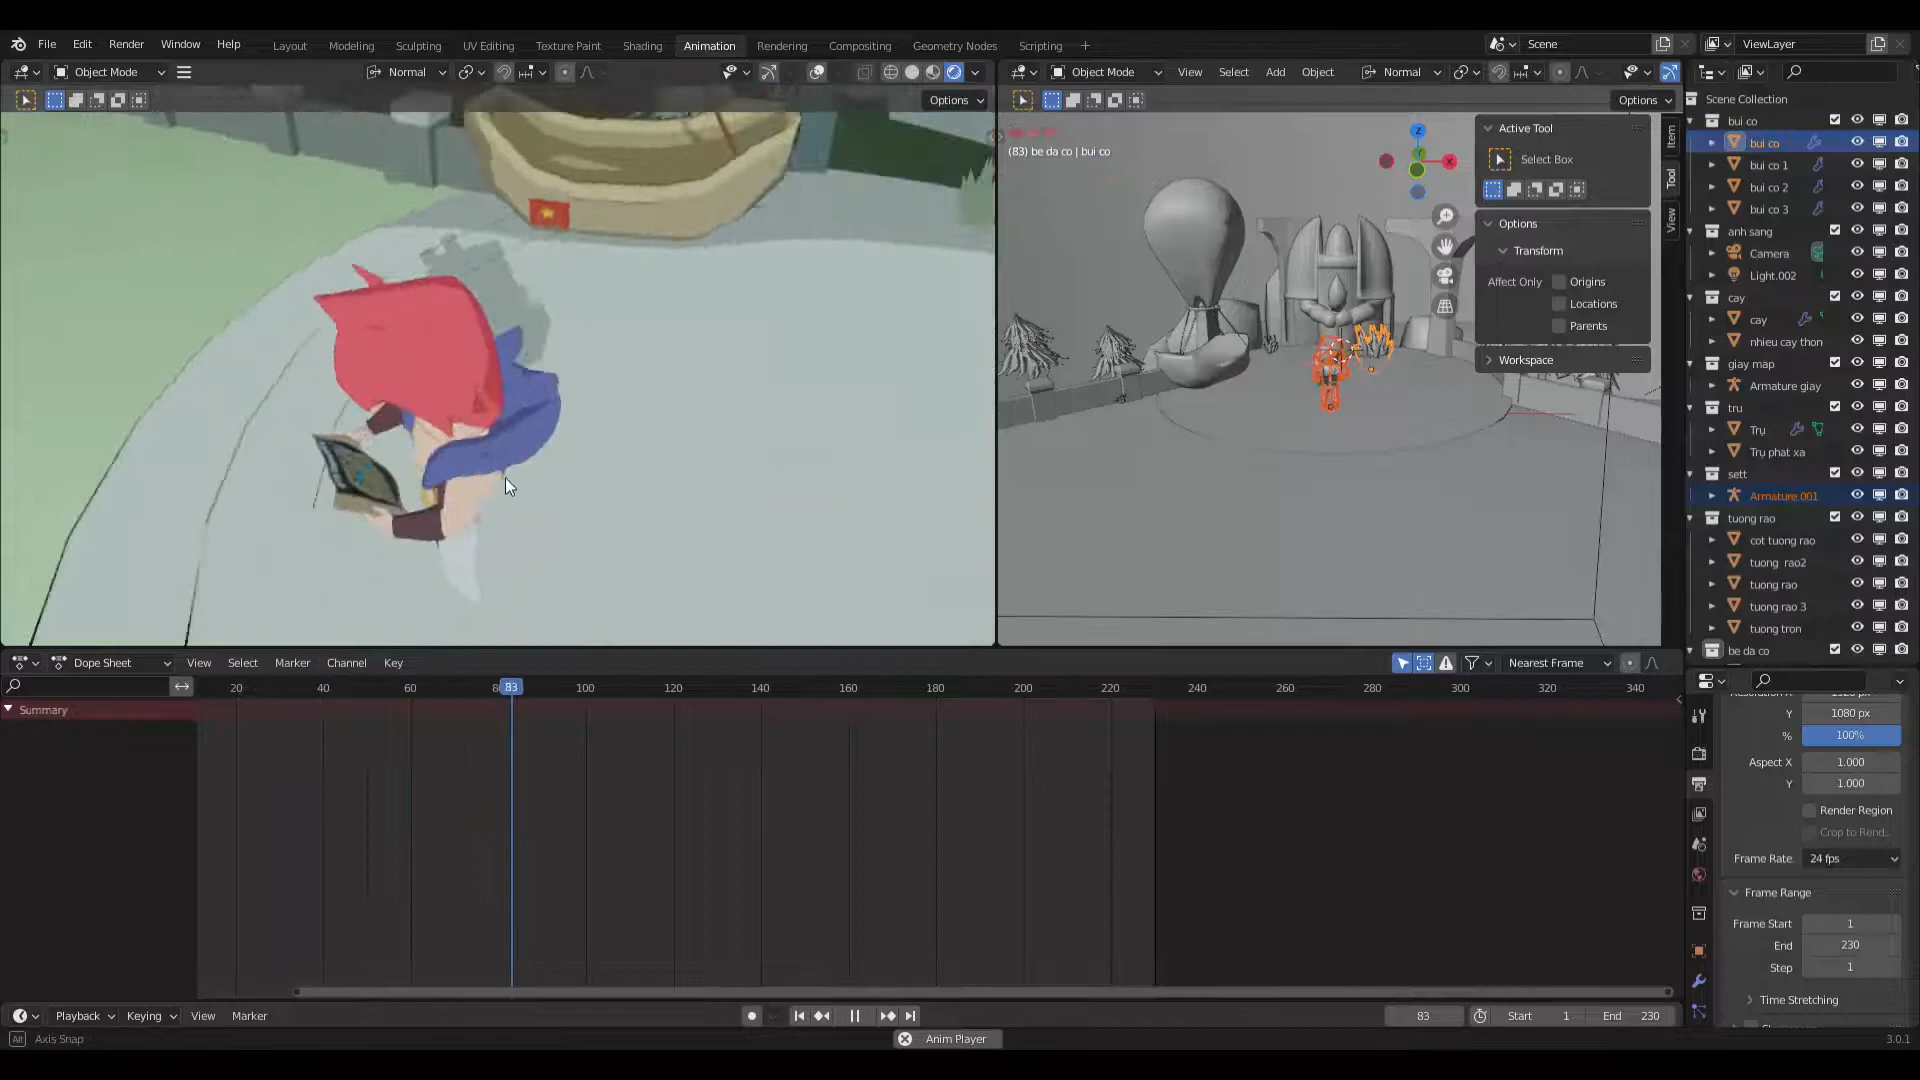 File Edit Render Window Help Layout Modeling Sculpting UV Editing Texture Paint Shading Animation Rendering Compositing Geometry Nodes Scripting + Scene ViewLayer
Object Mode Normal Object Mode View Select Add Object Normal
Options Options
Scene Collection
bui co
bui co
bui co 1
bui co 2
bui co 3
anh sang
Camera
Light.002
cay
cay
nhieu cay thon
giay map
Armature giay
tru
Trụ
Trụ phat xa
sett
Armature.001
tuong rao
cot tuong rao
tuong rao2
tuong rao
tuong rao 3
tuong tron
be da co
(83) be da co | bui co
Z
X
Active Tool
Select Box
Options
Transform
Affect Only Origins
Locations
Parents
Workspace
Item
Tool
View
Dope Sheet View Select Marker Channel Key Nearest Frame
20 40 60 83 100 120 140 160 180 200 220 240 260 280 300 320 340
Summary
Y 1080 px
% 100%
Aspect X 1.000
Y 1.000
Render Region
Crop to Rend..
Frame Rate 24 fps
Frame Range
Frame Start 1
End 230
Step 1
Time Stretching
Playback Keying View Marker 83 Start 1 End 230
Alt Axis Snap Anim Player 3.0.1